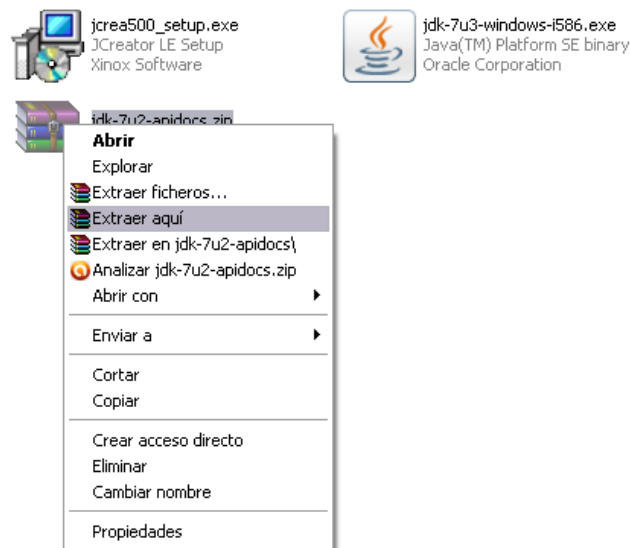 jcrea500_setup.exe
JCreator LE Setup
Xinox Software
jdk-7u3-windows-i586.exe
Java(TM) Platform SE binary
Oracle Corporation
jdk-7u2-apidocs.zip
Abrir
Explorar
Extraer ficheros...
Extraer aquí
Extraer en jdk-7u2-apidocs\
Analizar jdk-7u2-apidocs.zip
Abrir con
Enviar a
Cortar
Copiar
Crear acceso directo
Eliminar
Cambiar nombre
Propiedades